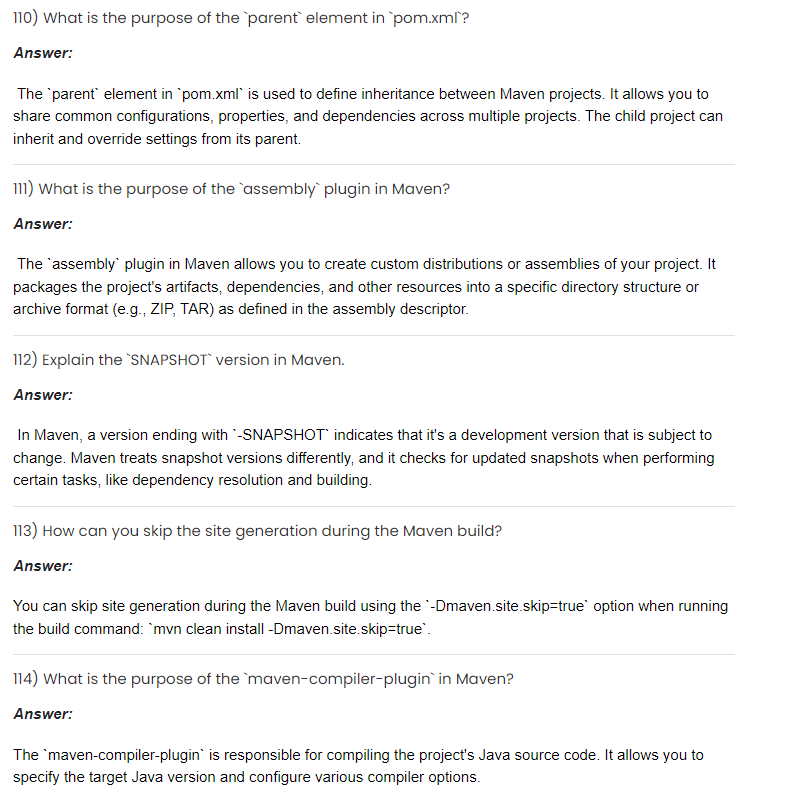 110) What is the purpose of the `parent` element in `pom.xml`?
Answer:
The `parent` element in `pom.xml` is used to define inheritance between Maven projects. It allows you to
share common configurations, properties, and dependencies across multiple projects. The child project can
inherit and override settings from its parent.
111) What is the purpose of the `assembly` plugin in Maven?
Answer:
The `assembly` plugin in Maven allows you to create custom distributions or assemblies of your project. It
packages the project's artifacts, dependencies, and other resources into a specific directory structure or
archive format (e.g., ZIP, TAR) as defined in the assembly descriptor.
112) Explain the `SNAPSHOT` version in Maven.
Answer:
In Maven, a version ending with `-SNAPSHOT` indicates that it's a development version that is subject to
change. Maven treats snapshot versions differently, and it checks for updated snapshots when performing
certain tasks, like dependency resolution and building.
113) How can you skip the site generation during the Maven build?
Answer:
You can skip site generation during the Maven build using the `-Dmaven.site.skip=true` option when running
the build command: `mvn clean install -Dmaven.site.skip=true`.
114) What is the purpose of the `maven-compiler-plugin` in Maven?
Answer:
The `maven-compiler-plugin` is responsible for compiling the project's Java source code. It allows you to
specify the target Java version and configure various compiler options.